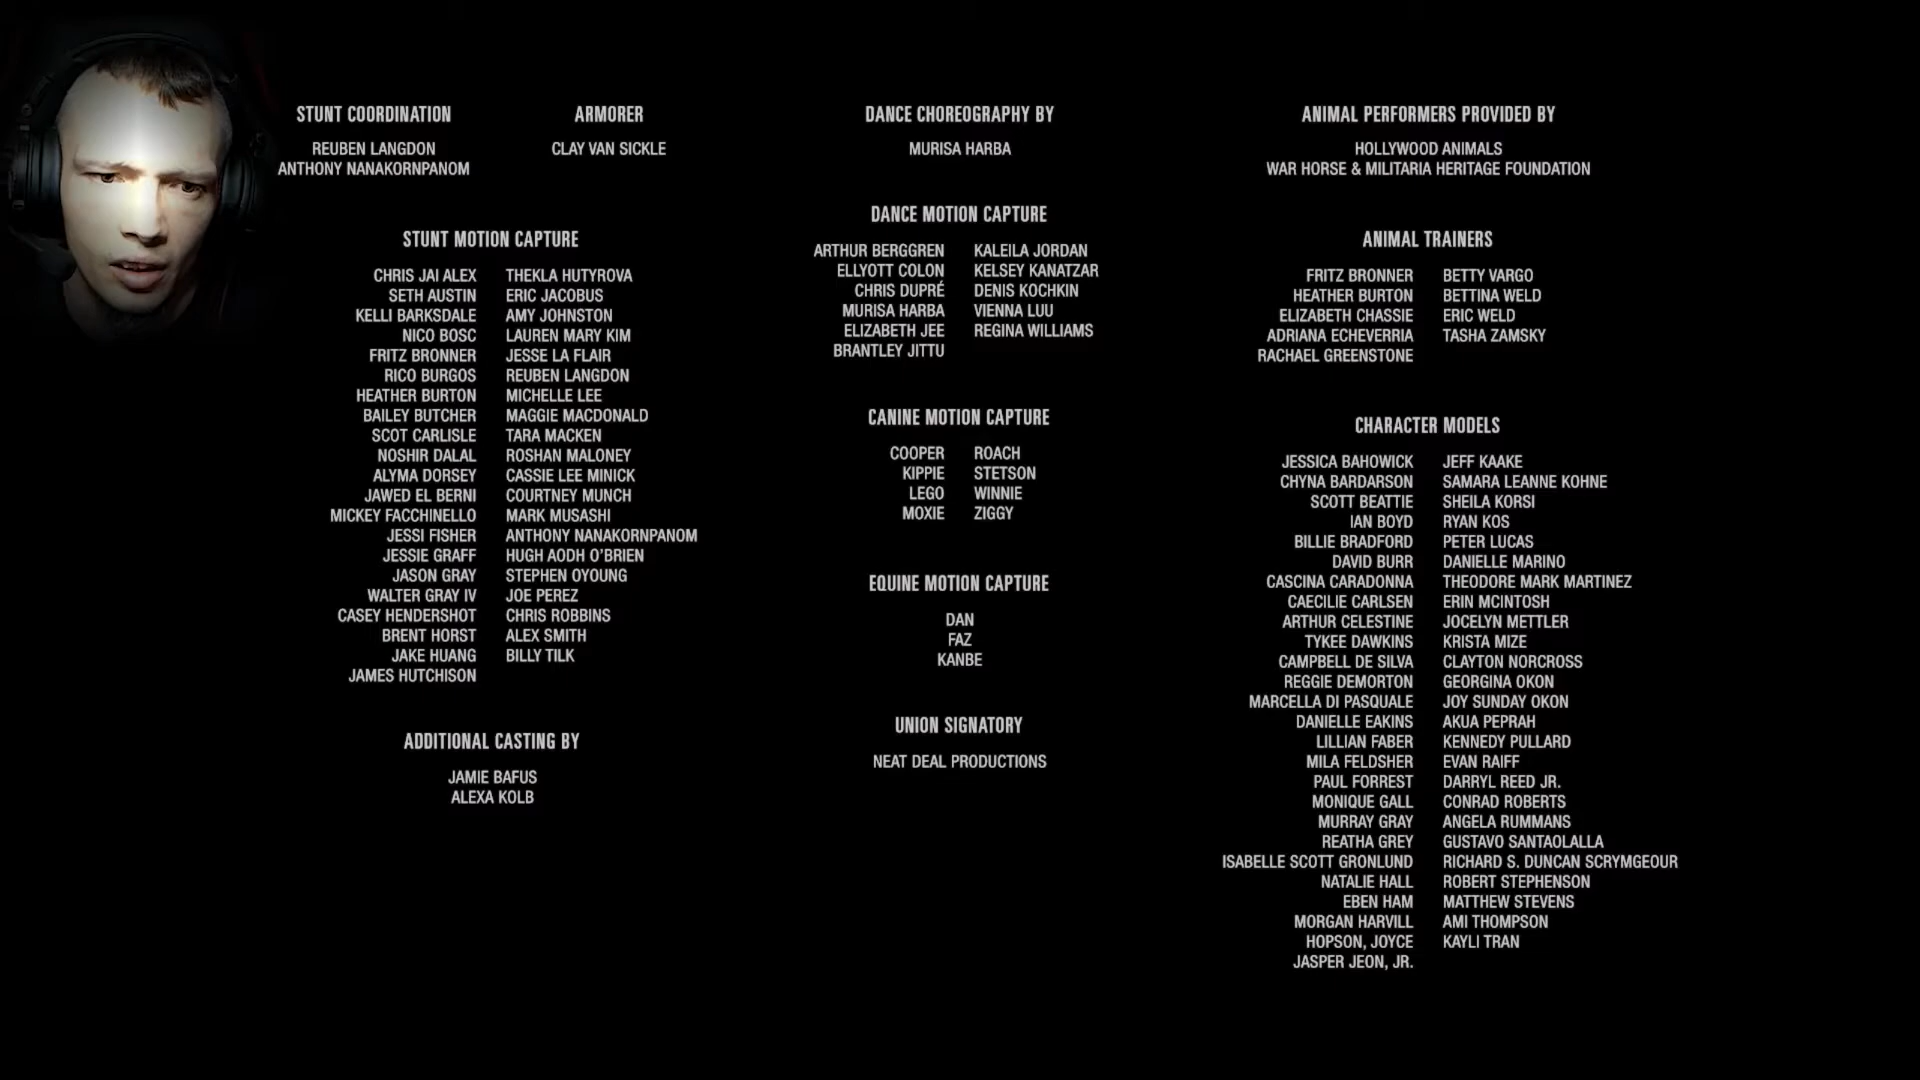 STUNT COORDINATION
REUBEN LANGDON
ANTHONY NANAKORNPANOM
ARMORER
CLAY VAN SICKLE
STUNT MOTION CAPTURE
CHRIS JAI ALEX THEKLA HUTYROVA
SETH AUSTIN ERIC JACOBUS
KELLI BARKSDALE AMY JOHNSTON
NICO BOSC LAUREN MARY KIM
FRITZ BRONNER JESSE LA FLAIR
RICO BURGOS REUBEN LANGDON
HEATHER BURTON MICHELLE LEE
BAILEY BUTCHER MAGGIE MACDONALD
SCOT CARLISLE TARA MACKEN
NOSHIR DALAL ROSHAN MALONEY
ALYMA DORSEY CASSIE LEE MINICK
JAWED EL BERNI COURTNEY MUNCH
MICKEY FACCHINELLO MARK MUSASHI
JESSI FISHER ANTHONY NANAKORNPANOM
JESSIE GRAFF HUGH AODH O'BRIEN
JASON GRAY STEPHEN OYOUNG
WALTER GRAY IV JOE PEREZ
CASEY HENDERSHOT CHRIS ROBBINS
BRENT HORST ALEX SMITH
JAKE HUANG BILLY TILK
JAMES HUTCHISON
ADDITIONAL CASTING BY
JAMIE BAFUS
ALEXA KOLB
DANCE CHOREOGRAPHY BY
MURISA HARBA
DANCE MOTION CAPTURE
ARTHUR BERGGREN KALEILA JORDAN
ELLYOTT COLON KELSEY KANATZAR
CHRIS DUPRÉ DENIS KOCHKIN
MURISA HARBA VIENNA LUU
ELIZABETH JEE REGINA WILLIAMS
BRANTLEY JITTU
CANINE MOTION CAPTURE
COOPER ROACH
KIPPIE STETSON
LEGO WINNIE
MOXIE ZIGGY
EQUINE MOTION CAPTURE
DAN
FAZ
KANBE
UNION SIGNATORY
NEAT DEAL PRODUCTIONS
ANIMAL PERFORMERS PROVIDED BY
HOLLYWOOD ANIMALS
WAR HORSE & MILITARIA HERITAGE FOUNDATION
ANIMAL TRAINERS
FRITZ BRONNER BETTY VARGO
HEATHER BURTON BETTINA WELD
ELIZABETH CHASSIE ERIC WELD
ADRIANA ECHEVERRIA TASHA ZAMSKY
RACHAEL GREENSTONE
CHARACTER MODELS
JESSICA BAHOWICK JEFF KAAKE
CHYNA BARDARSON SAMARA LEANNE KOHNE
SCOTT BEATTIE SHEILA KORSI
IAN BOYD RYAN KOS
BILLIE BRADFORD PETER LUCAS
DAVID BURR DANIELLE MARINO
CASCINA CARADONNA THEODORE MARK MARTINEZ
CAECILIE CARLSEN ERIN MCINTOSH
ARTHUR CELESTINE JOCELYN METTLER
TYKEE DAWKINS KRISTA MIZE
CAMPBELL DE SILVA CLAYTON NORCROSS
REGGIE DEMORTON GEORGINA OKON
MARCELLA DI PASQUALE JOY SUNDAY OKON
DANIELLE EAKINS AKUA PEPRAH
LILLIAN FABER KENNEDY PULLARD
MILA FELDSHER EVAN RAIFF
PAUL FORREST DARRYL REED JR.
MONIQUE GALL CONRAD ROBERTS
MURRAY GRAY ANGELA RUMMANS
REATHA GREY GUSTAVO SANTAOLALLA
ISABELLE SCOTT GRONLUND RICHARD S. DUNCAN SCRYMGEOUR
NATALIE HALL ROBERT STEPHENSON
EBEN HAM MATTHEW STEVENS
MORGAN HARVILL AMI THOMPSON
HOPSON, JOYCE KAYLI TRAN
JASPER JEON, JR.